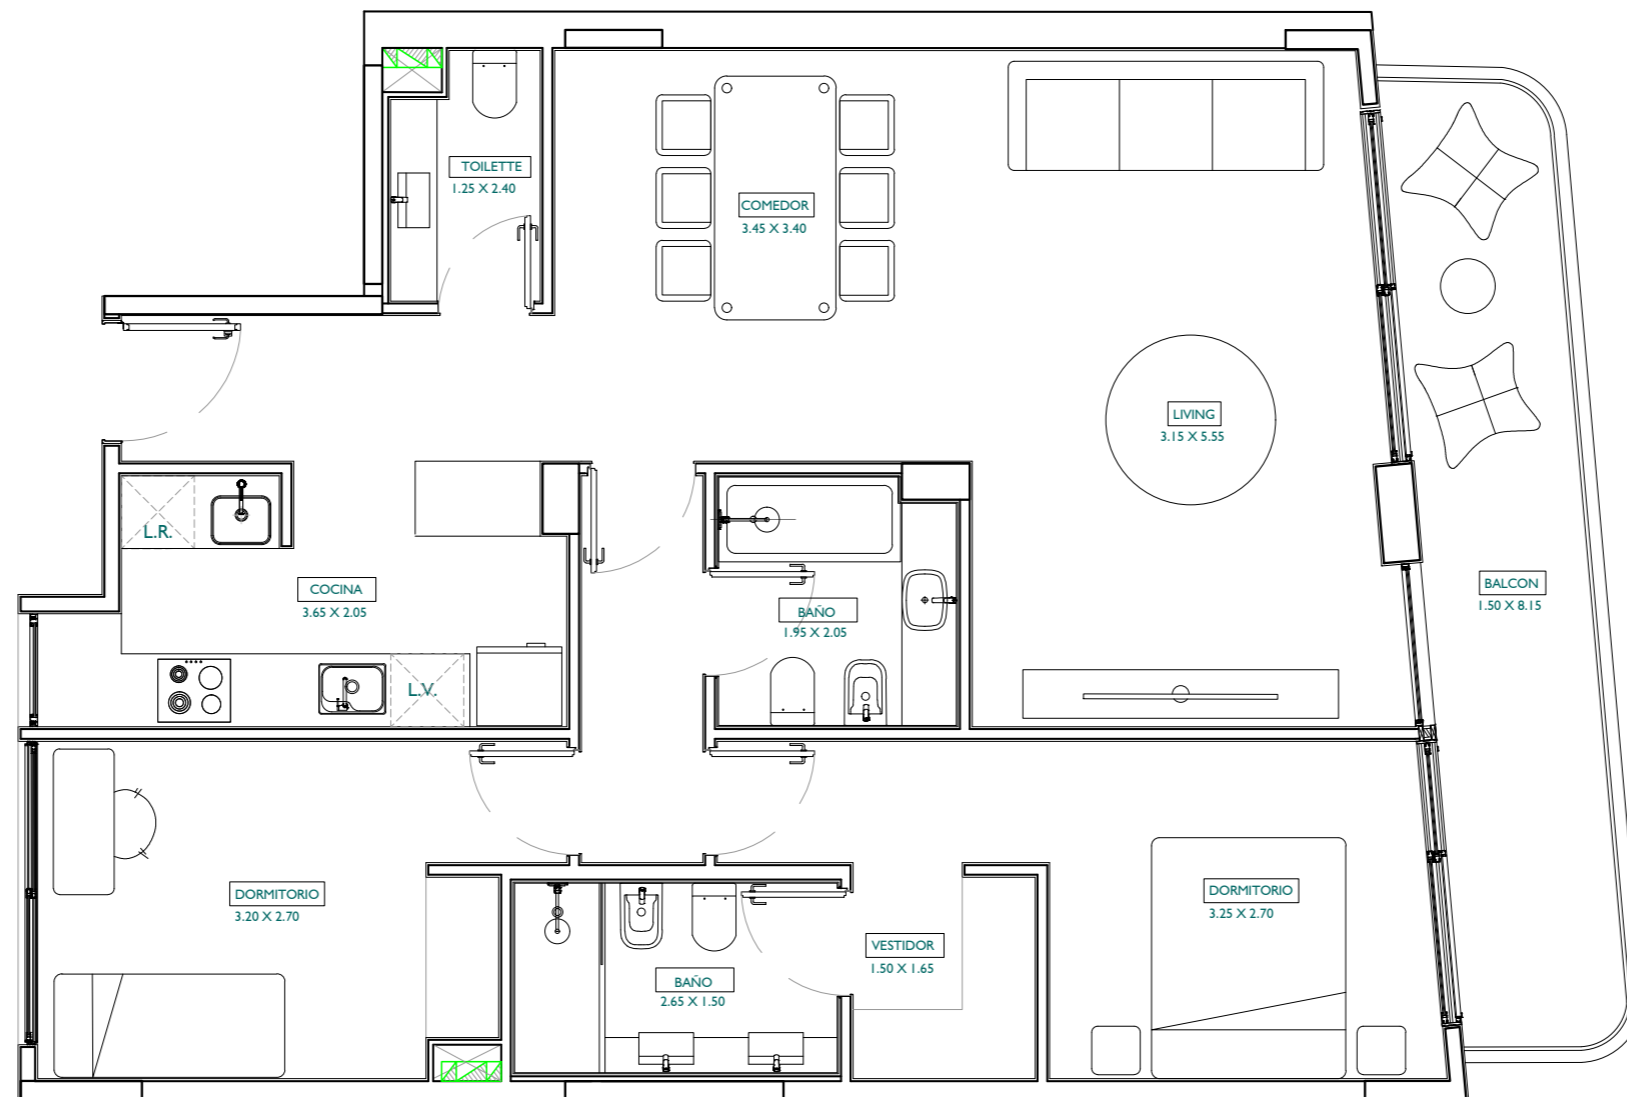 TOILETTE
1.25 X 2.40
COMEDOR
3.45 X 3.40
LIVING
3.15 X 5.55
L.R.
COCINA
3.65 X 2.05
BAÑO
1.95 X 2.05
BALCON
1.50 X 8.15
L.V.
DORMITORIO
3.20 X 2.70
DORMITORIO
3.25 X 2.70
VESTIDOR
1.50 X 1.65
BAÑO
2.65 X 1.50